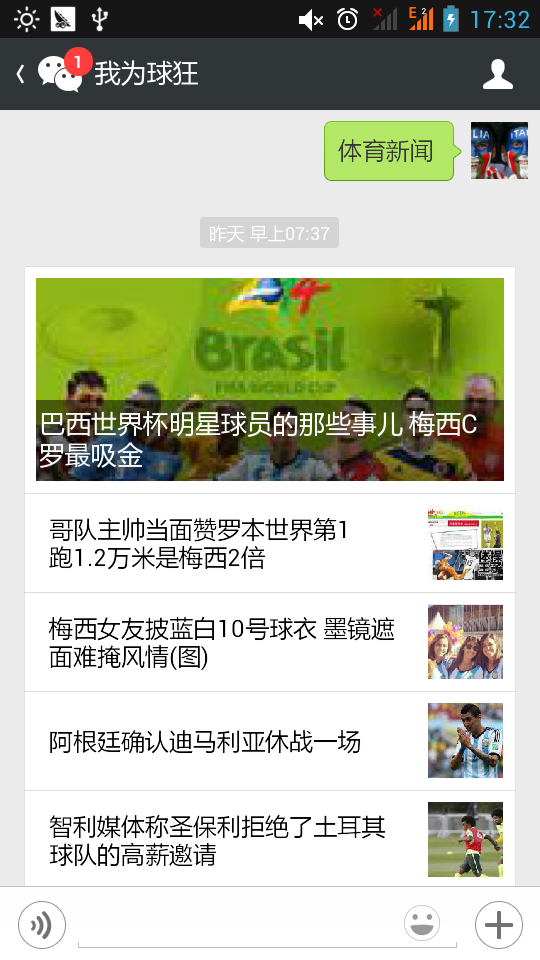 17:32
1
我为球狂
体育新闻
昨天 早上07:37
Brasil
FIFA WORLD CUP
巴西世界杯明星球员的那些事儿 梅西C
罗最吸金
哥队主帅当面赞罗本世界第1
跑1.2万米是梅西2倍
梅西女友披蓝白10号球衣 墨镜遮
面难掩风情(图)
阿根廷确认迪马利亚休战一场
智利媒体称圣保利拒绝了土耳其
球队的高薪邀请